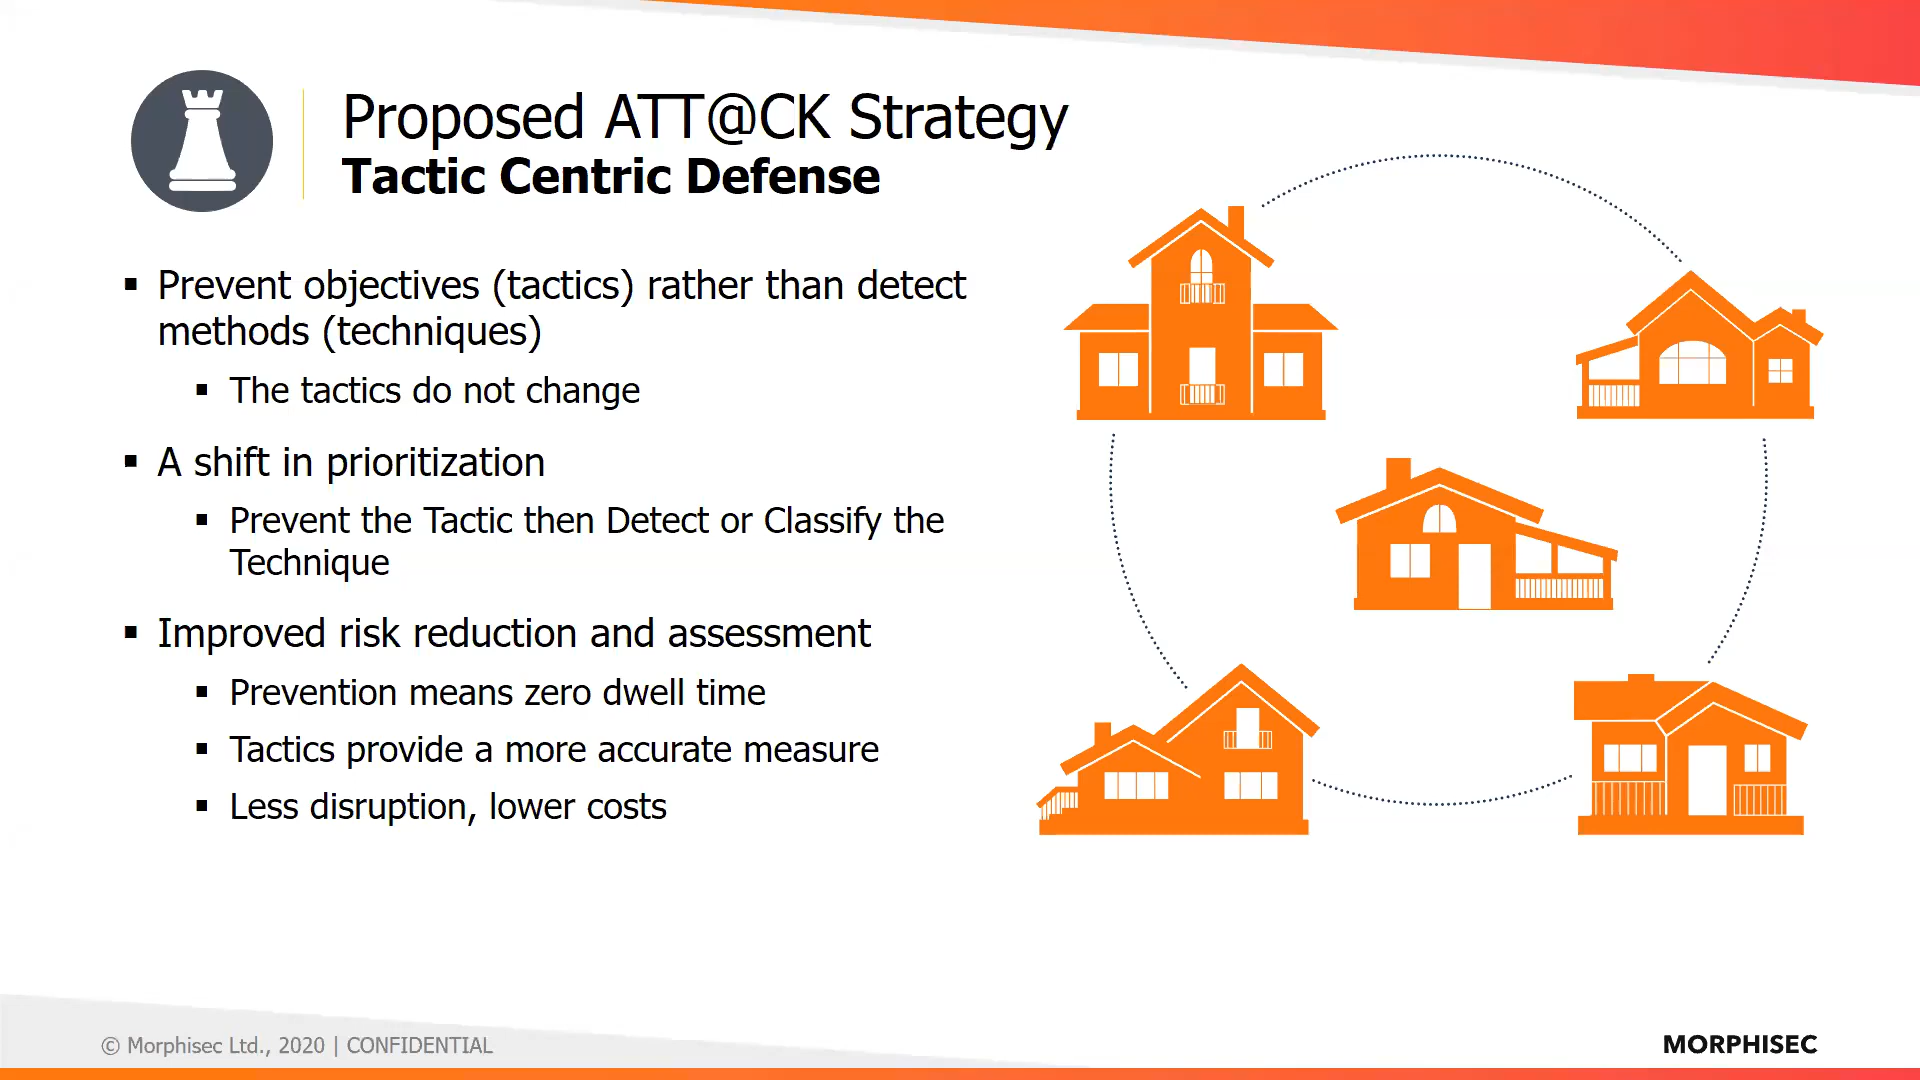 Proposed ATT@CK Strategy
Tactic Centric Defense
▪ Prevent objectives (tactics) rather than detect
methods (techniques)
▪ The tactics do not change
▪ A shift in prioritization
▪ Prevent the Tactic then Detect or Classify the
Technique
▪ Improved risk reduction and assessment
▪ Prevention means zero dwell time
▪ Tactics provide a more accurate measure
▪ Less disruption, lower costs
© Morphisec Ltd., 2020 | CONFIDENTIAL
MORPHISEC